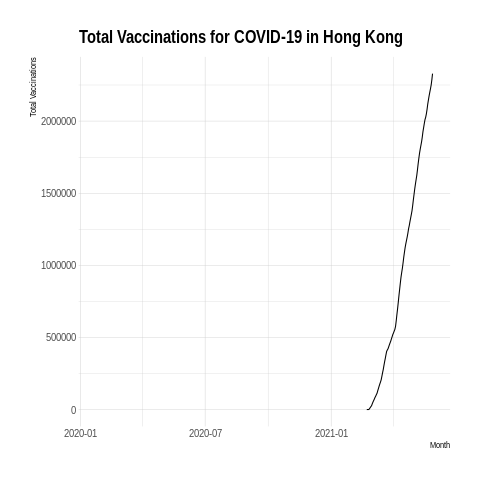 Total Vaccinations for COVID-19 in Hong Kong
Total Vaccinations
2000000
1500000
1000000
500000
0
2020-01
2020-07
2021-01
Month